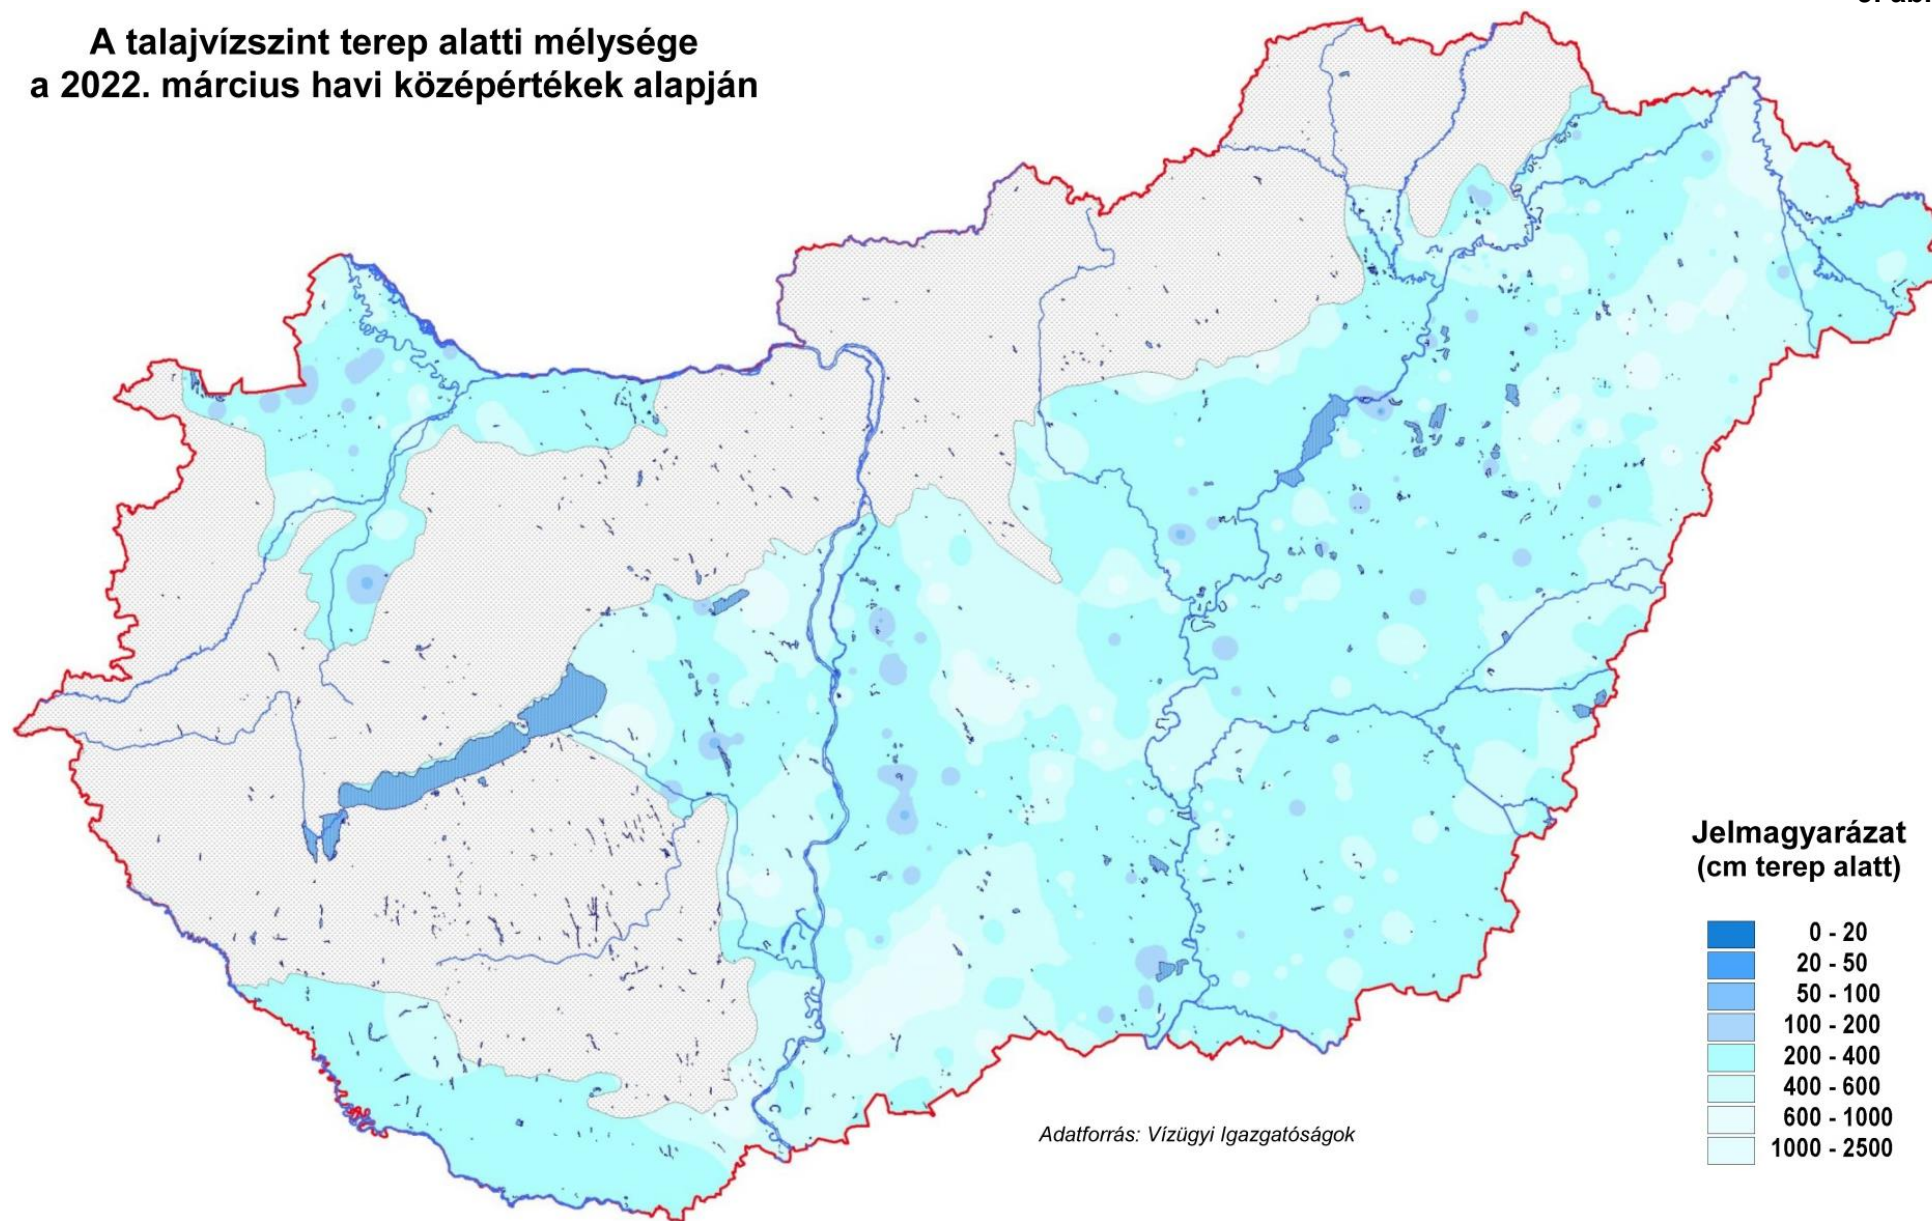 A talajvízszint terep alatti mélysége
a 2022. március havi középértékek alapján
Jelmagyarázat
(cm terep alatt)
0 - 20
20 - 50
50 - 100
100 - 200
200 - 400
400 - 600
600 - 1000
1000 - 2500
Adatforrás: Vízügyi Igazgatóságok